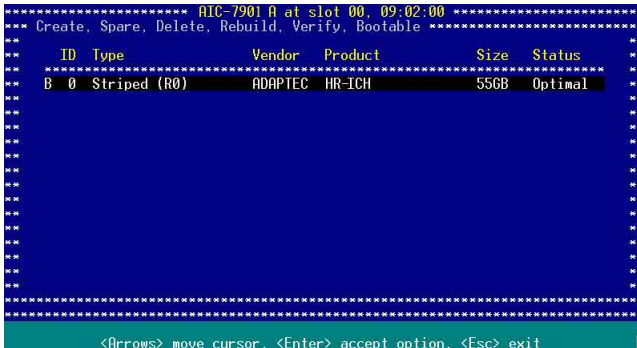 ********************** AIC-7901 A at slot 00, 09:02:00 ***********************
*** Create, Spare, Delete, Rebuild, Verify, Bootable **************************
ID Type Vendor Product Size Status
B 0 Striped (R0) ADAPTEC HR-ICH 55GB Optimal
<Arrows> move cursor, <Enter> accept option, <Esc> exit